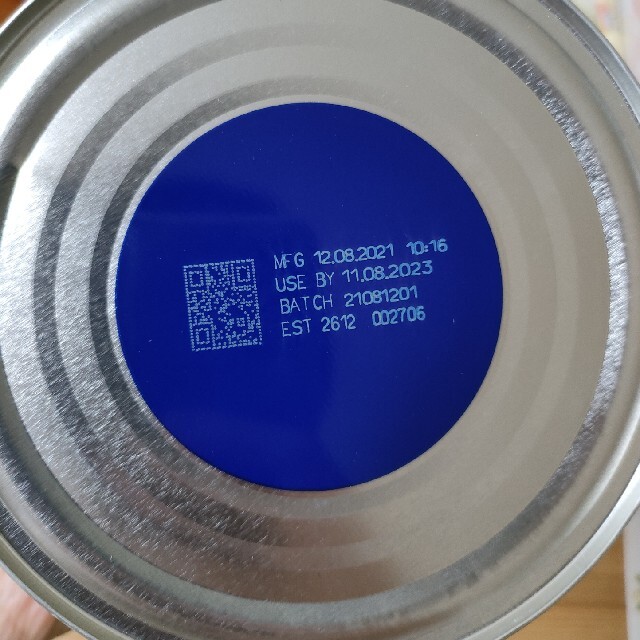 MFG 12.08.2021 10:16
USE BY 11.08.2023
BATCH 21081201
EST 2612 002706